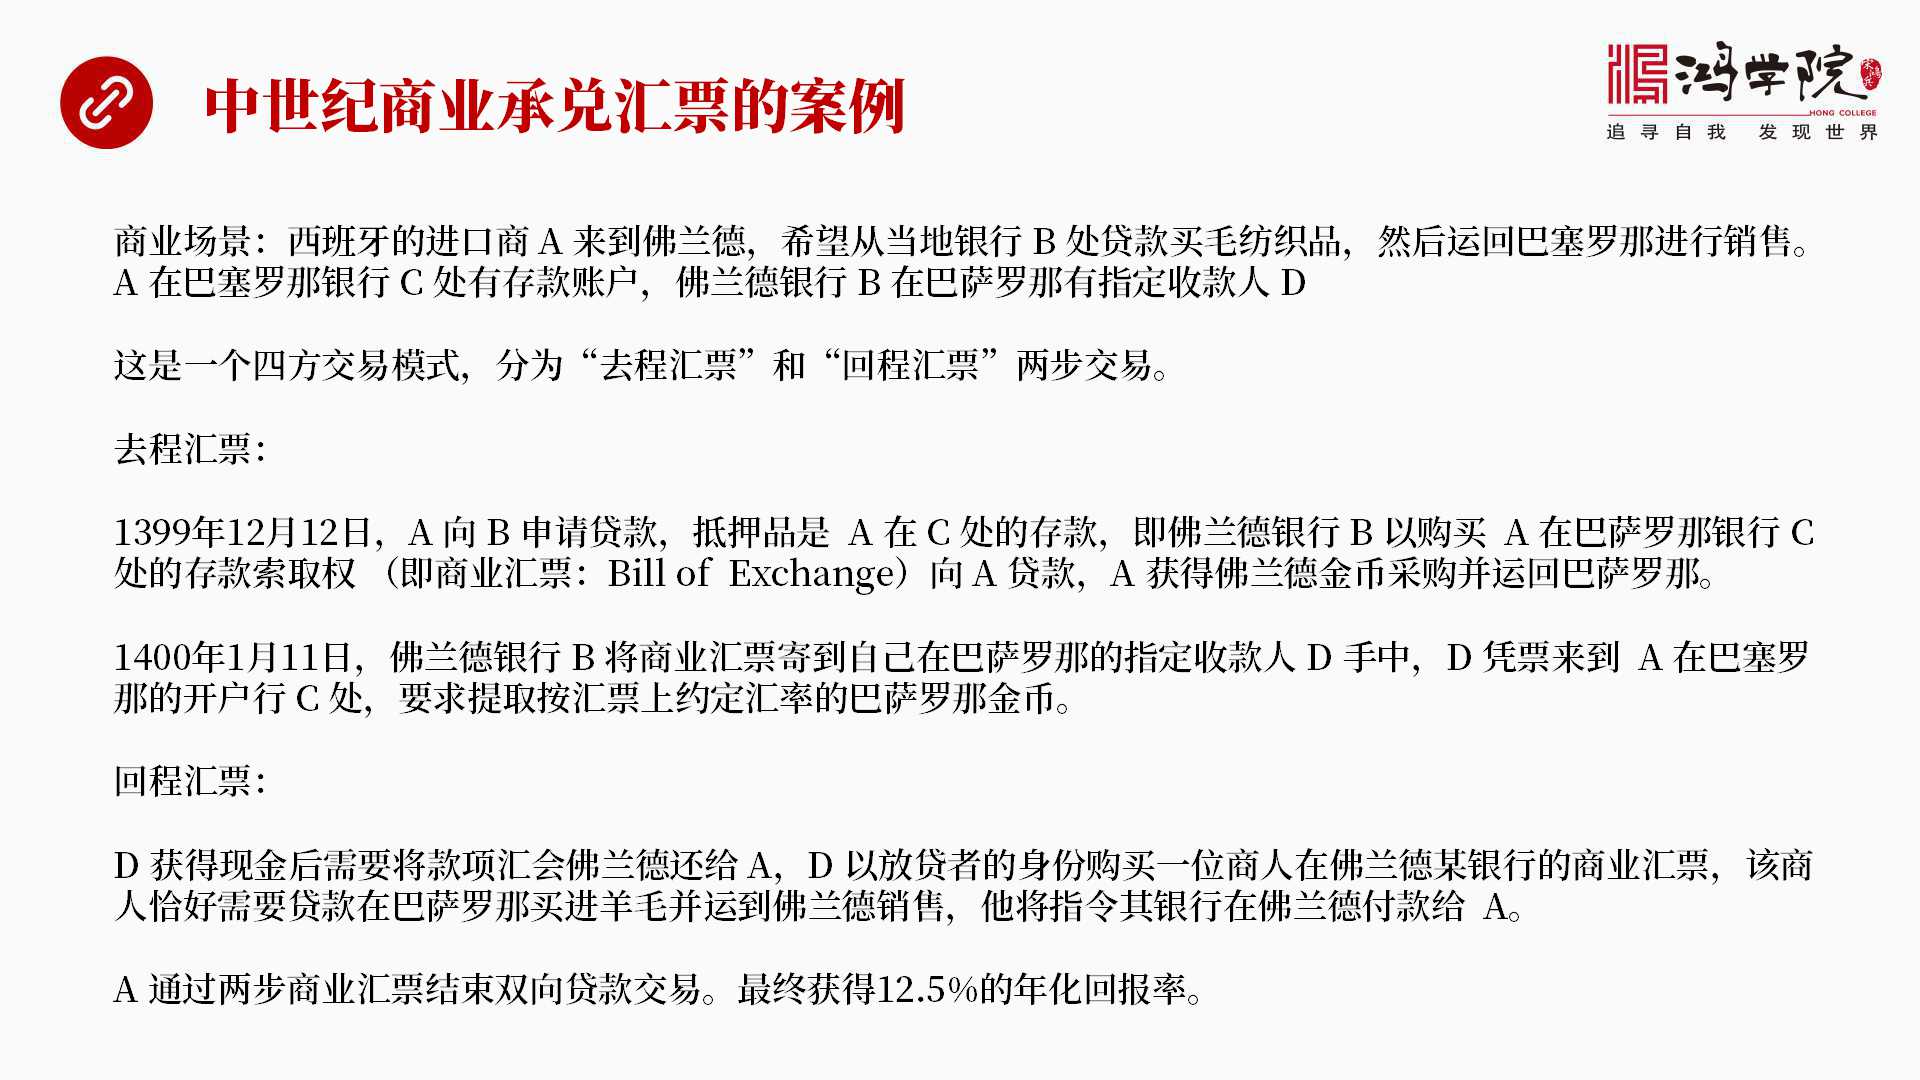 中世纪商业承兑汇票的案例
鸿学院
HONG COLLEGE
追寻自我 发现世界
商业场景：西班牙的进口商 A 来到佛兰德，希望从当地银行 B 处贷款买毛纺织品，然后运回巴塞罗那进行销售。
A 在巴塞罗那银行 C 处有存款账户，佛兰德银行 B 在巴萨罗那有指定收款人 D
这是一个四方交易模式，分为“去程汇票”和“回程汇票”两步交易。
去程汇票：
1399年12月12日，A 向 B 申请贷款，抵押品是 A 在 C 处的存款，即佛兰德银行 B 以购买 A 在巴萨罗那银行 C
处的存款索取权 （即商业汇票：Bill of Exchange）向 A 贷款，A 获得佛兰德金币采购并运回巴萨罗那。
1400年1月11日，佛兰德银行 B 将商业汇票寄到自己在巴萨罗那的指定收款人 D 手中，D 凭票来到 A 在巴塞罗
那的开户行 C 处，要求提取按汇票上约定汇率的巴萨罗那金币。
回程汇票：
D 获得现金后需要将款项汇会佛兰德还给 A，D 以放贷者的身份购买一位商人在佛兰德某银行的商业汇票，该商
人恰好需要贷款在巴萨罗那买进羊毛并运到佛兰德销售，他将指令其银行在佛兰德付款给 A。
A 通过两步商业汇票结束双向贷款交易。最终获得12.5%的年化回报率。